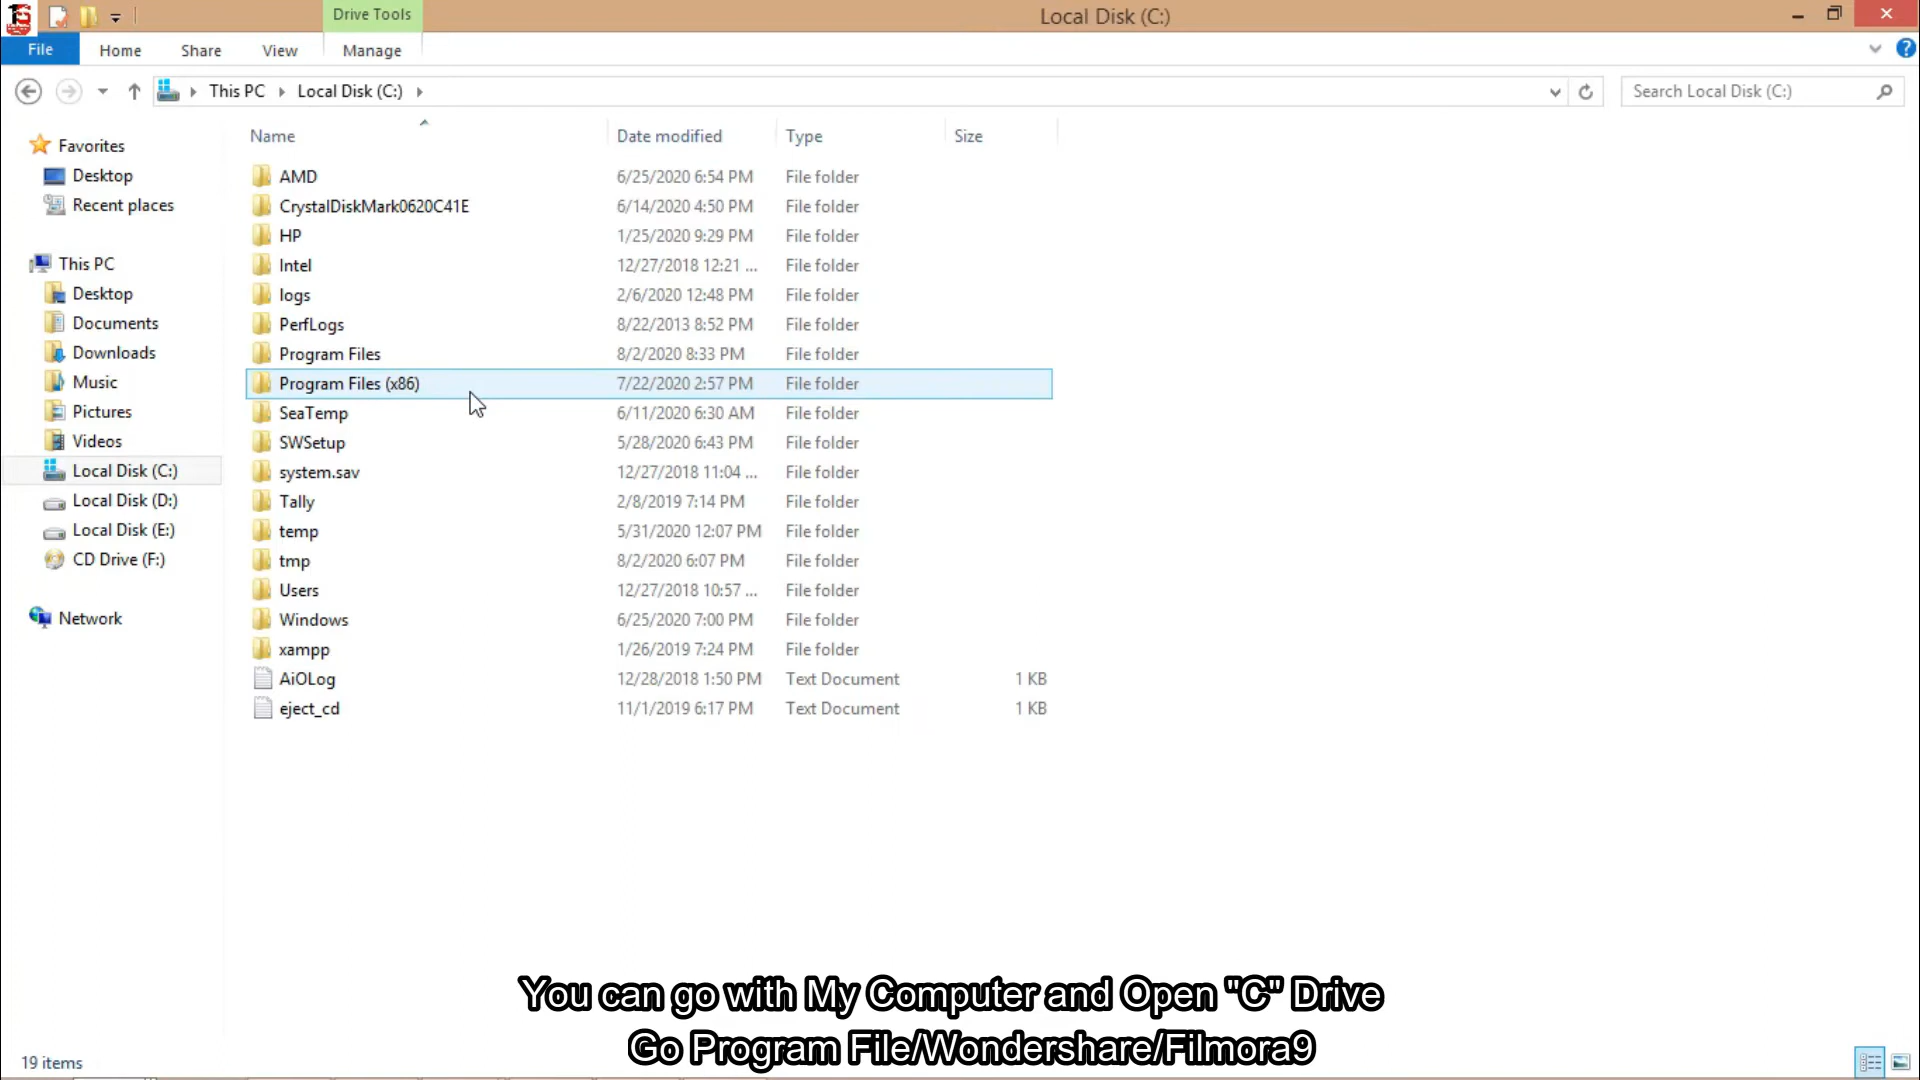 Drive Tools
Local Disk (C:)
File Home Share View Manage
This PC Local Disk (C:)
Search Local Disk (C:)
Name Date modified Type Size
Favorites
Desktop
Recent places
This PC
Desktop
Documents
Downloads
Music
Pictures
Videos
Local Disk (C:)
Local Disk (D:)
Local Disk (E:)
CD Drive (F:)
Network
AMD 6/25/2020 6:54 PM File folder
CrystalDiskMark0620C41E 6/14/2020 4:50 PM File folder
HP 1/25/2020 9:29 PM File folder
Intel 12/27/2018 12:21 ... File folder
logs 2/6/2020 12:48 PM File folder
PerfLogs 8/22/2013 8:52 PM File folder
Program Files 8/2/2020 8:33 PM File folder
Program Files (x86) 7/22/2020 2:57 PM File folder
SeaTemp 6/11/2020 6:30 AM File folder
SWSetup 5/28/2020 6:43 PM File folder
system.sav 12/27/2018 11:04 ... File folder
Tally 2/8/2019 7:14 PM File folder
temp 5/31/2020 12:07 PM File folder
tmp 8/2/2020 6:07 PM File folder
Users 12/27/2018 10:57 ... File folder
Windows 6/25/2020 7:00 PM File folder
xampp 1/26/2019 7:24 PM File folder
AiOLog 12/28/2018 1:50 PM Text Document 1 KB
eject_cd 11/1/2019 6:17 PM Text Document 1 KB
You can go with My Computer and Open "C" Drive
Go Program File/Wondershare/Filmora9
19 items